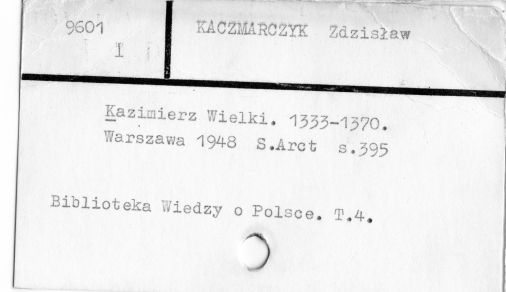 9601 KACZMARCZYK Zdzisław
I
Kazimierz Wielki. 1333-1370.
Warszawa 1948 S.Arct s.395
Biblioteka Wiedzy o Polsce. T.4.